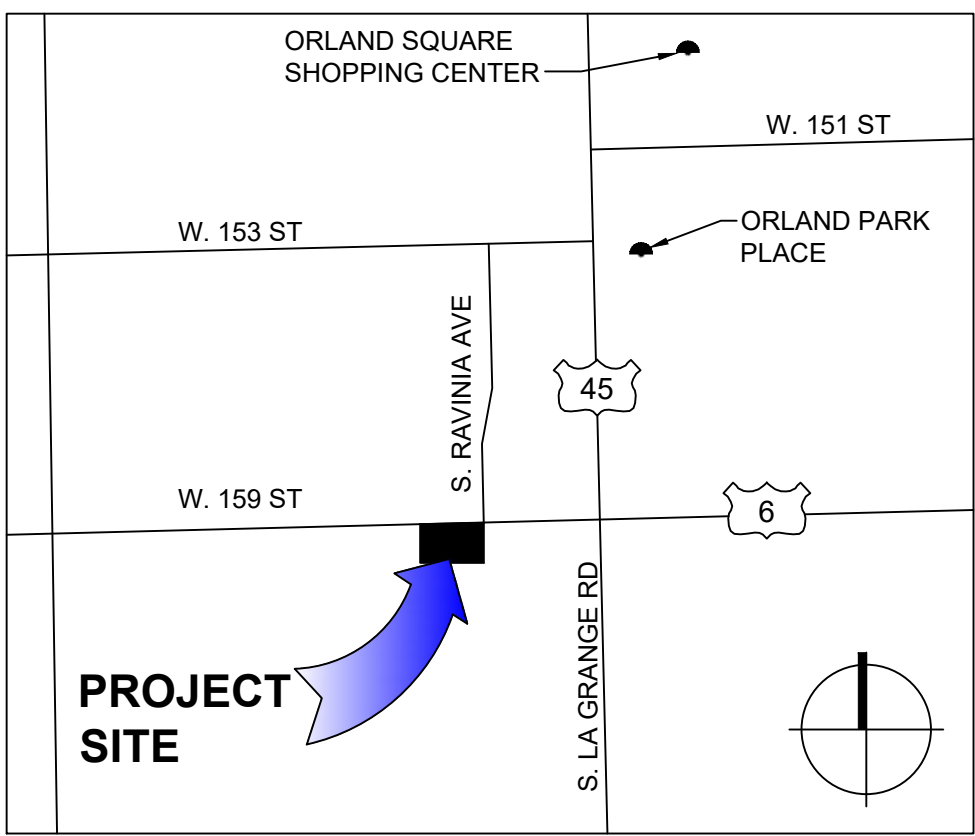 ORLAND SQUARE
SHOPPING CENTER
W. 151 ST
W. 153 ST
ORLAND PARK
PLACE
S. RAVINIA AVE
45
W. 159 ST
6
S. LA GRANGE RD
PROJECT
SITE